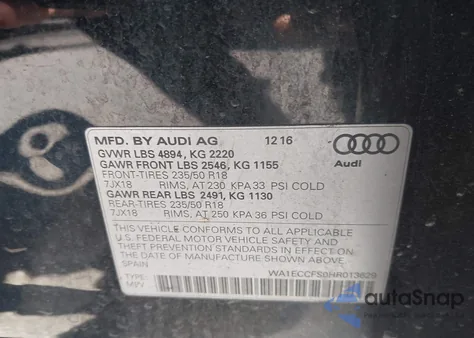 MFD. BY AUDI AG 12 16
GVWR LBS 4894, KG 2220
GAWR FRONT LBS 2546, KG 1155
FRONT-TIRES 235/50 R18
7JX18 RIMS, AT 230 KPA 33 PSI COLD
GAWR REAR LBS 2491, KG 1130
REAR-TIRES 235/50 R18
7JX18 RIMS, AT 250 KPA 36 PSI COLD
Audi
THIS VEHICLE CONFORMS TO ALL APPLICABLE
U.S. FEDERAL MOTOR VEHICLE SAFETY AND
THEFT PREVENTION STANDARDS IN EFFECT
ON THE DATE OF MANUFACTURE SHOWN ABOVE.
SPAIN
WA1ECCFS0HR013629
TYPE:
MPV
autoSnap